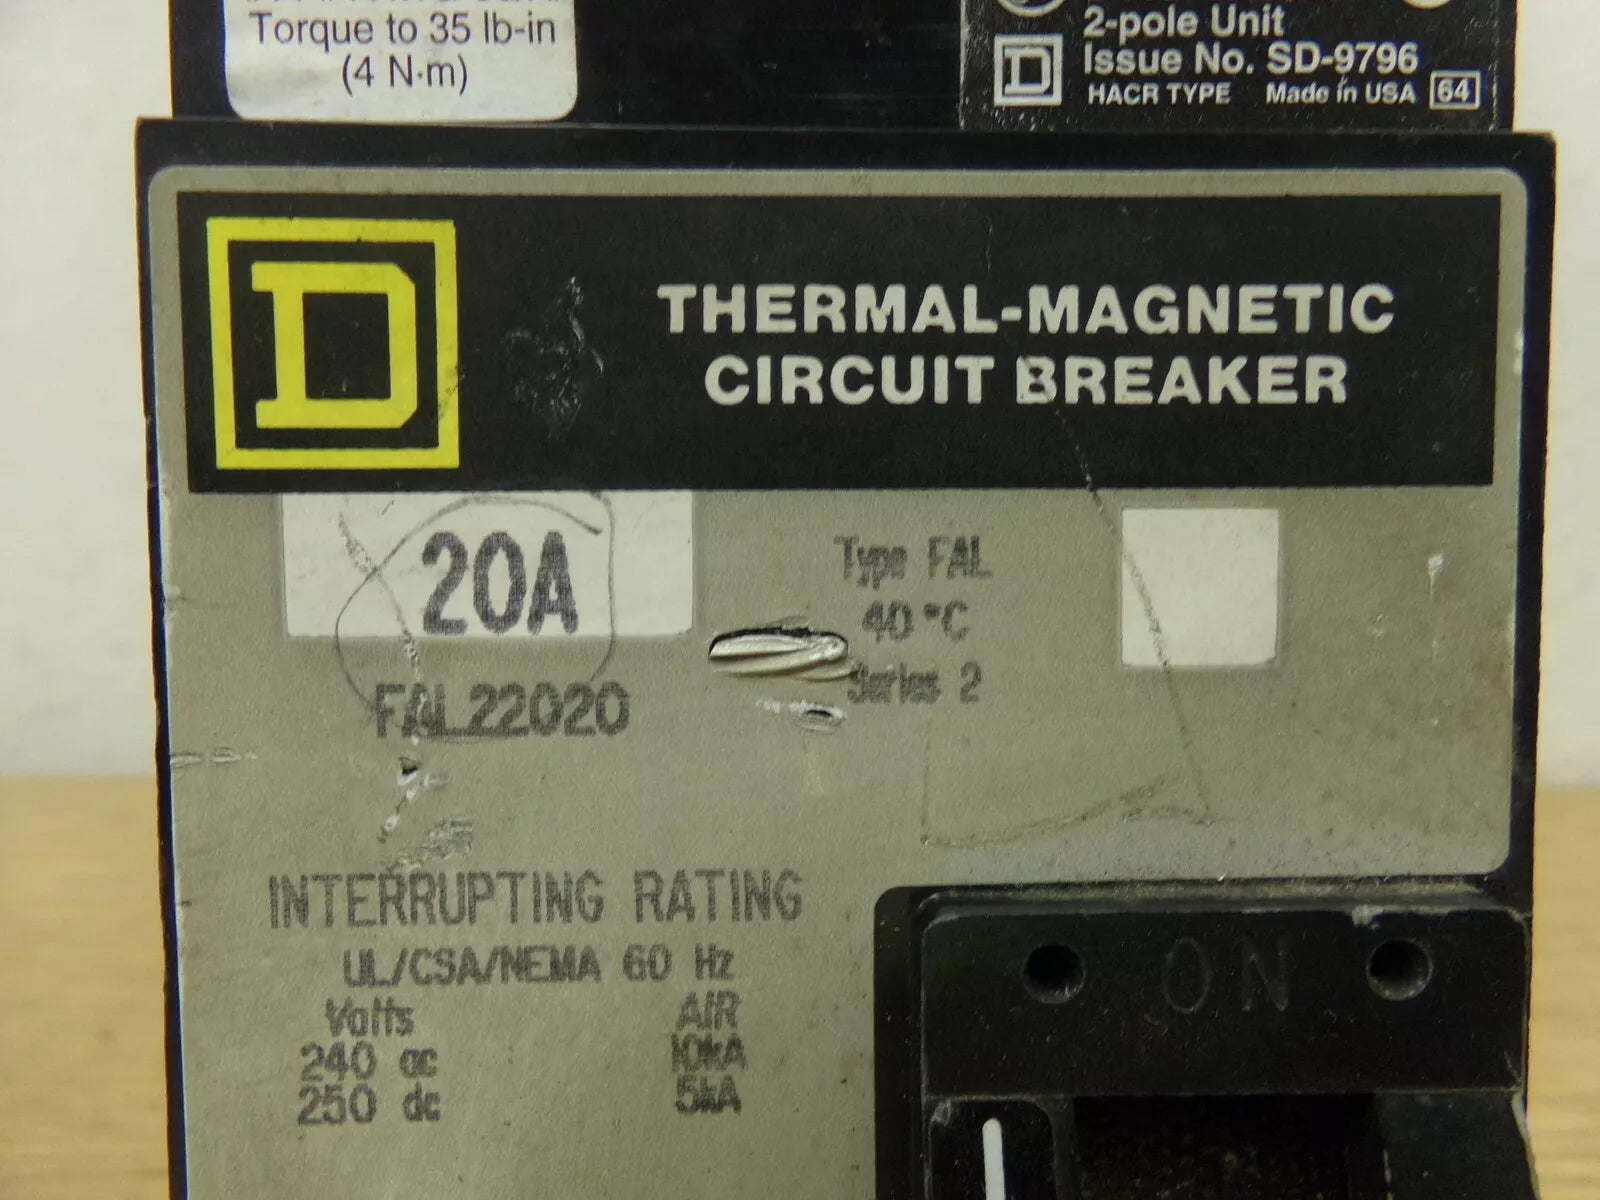 Torque to 35 lb-in
(4 N·m)
2-pole Unit
Issue No. SD-9796
D
HACR TYPE Made in USA 64
D
THERMAL-MAGNETIC
CIRCUIT BREAKER
20A
FAL22020
Type FAL
40°C
Series 2
INTERRUPTING RATING
UL/CSA/NEMA 60 Hz
Volts AIR
240 ac 10kA
250 dc 5kA
ON